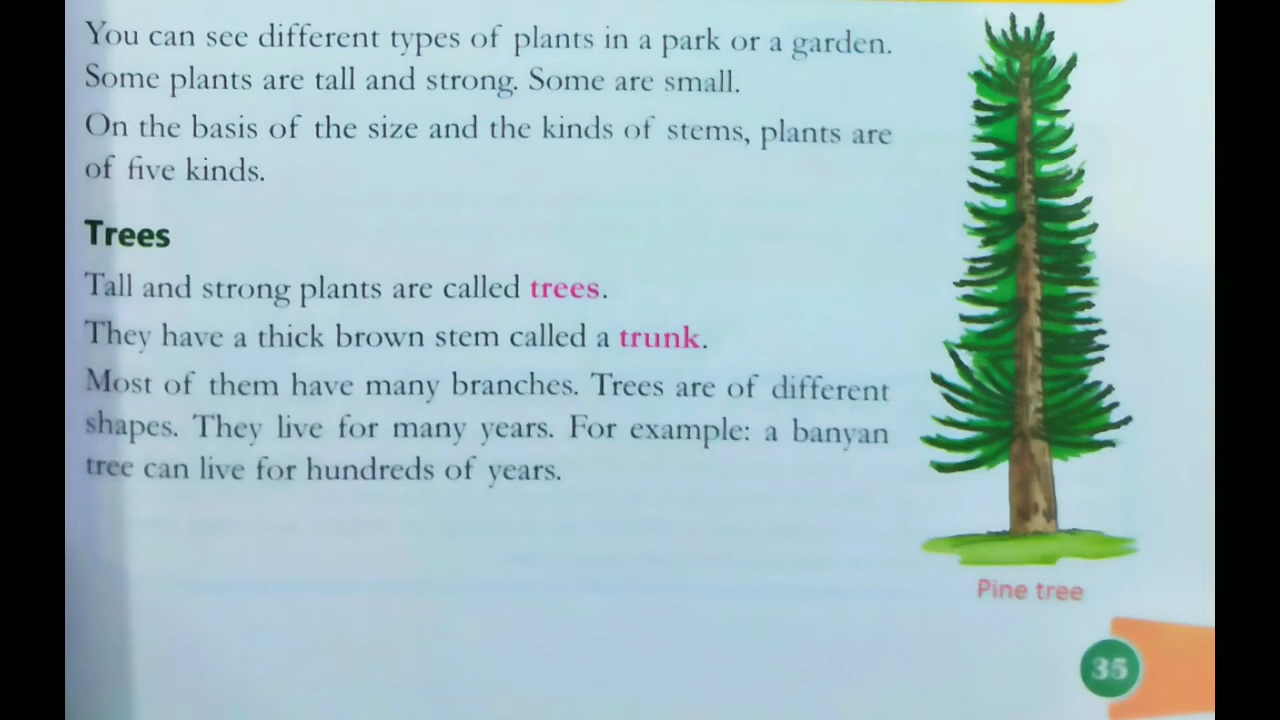 You can see different types of plants in a park or a garden.
Some plants are tall and strong. Some are small.
On the basis of the size and the kinds of stems, plants are
of five kinds.
Trees
Tall and strong plants are called trees.
They have a thick brown stem called a trunk.
Most of them have many branches. Trees are of different
shapes. They live for many years. For example: a banyan
tree can live for hundreds of years.
Pine tree
35